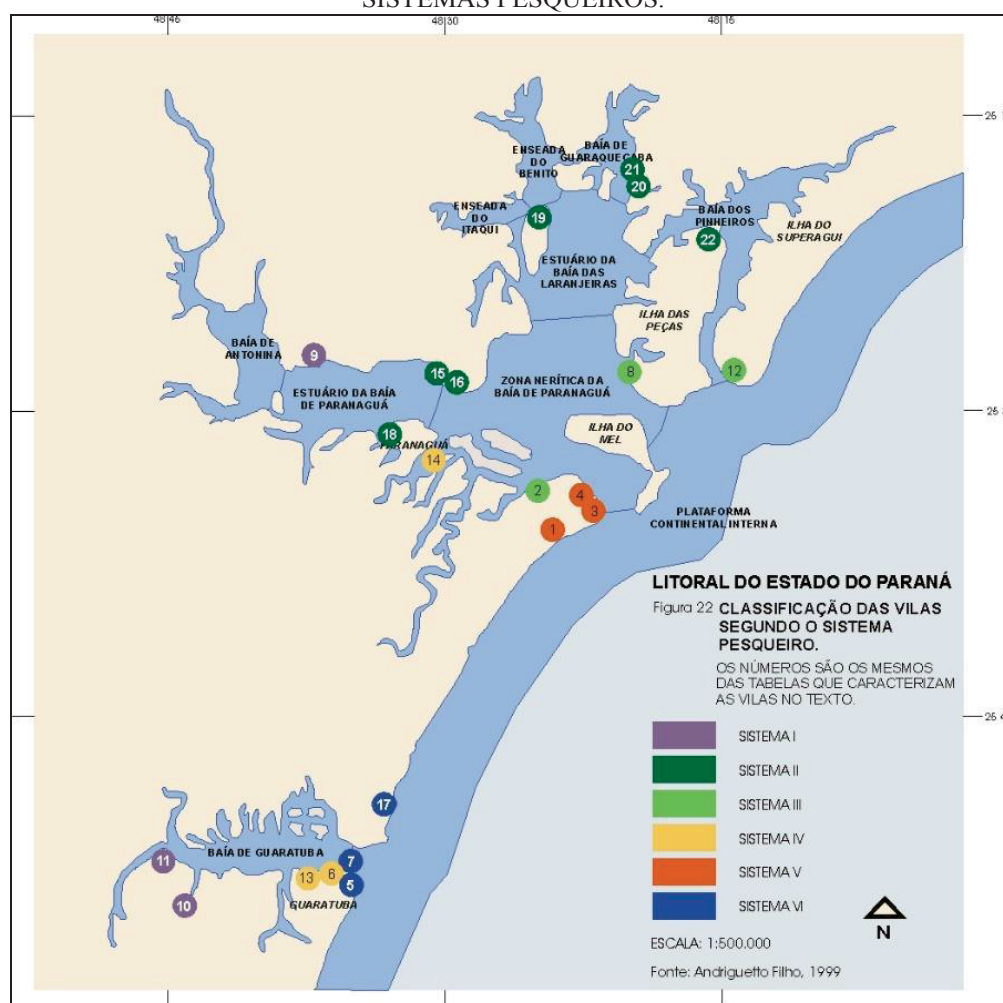 SISTEMAS PESQUEIROS.
48 46
48 30
48 15
25 1
ENSEADA
DO
BENITO
BAÍA DE
GUARAQUEÇABA
21
20
ENSEADA
DO
ITAQUI
19
BAÍA DOS
PINHEIROS
22
ILHA DO
SUPERAGUI
ESTUÁRIO DA
BAÍA DAS
LARANJEIRAS
ILHA DAS
PEÇAS
BAÍA DE
ANTONINA
9
15
16
8
12
ESTUÁRIO DA BAÍA
DE PARANAGUÁ
ZONA NERÍTICA DA
BAÍA DE PARANAGUÁ
25 3
18
PARANAGUÁ
14
ILHA DO
MEL
2
4
3
1
PLATAFORMA
CONTINENTAL INTERNA
LITORAL DO ESTADO DO PARANÁ
Figura 22 CLASSIFICAÇÃO DAS VILAS
SEGUNDO O SISTEMA
PESQUEIRO.
OS NÚMEROS SÃO OS MESMOS
DAS TABELAS QUE CARACTERIZAM
AS VILAS NO TEXTO.
25 4
SISTEMA I
SISTEMA II
SISTEMA III
SISTEMA IV
SISTEMA V
SISTEMA VI
17
BAÍA DE GUARATUBA
11
7
6
13
5
10
GUARATUBA
N
ESCALA: 1:500.000
Fonte: Andriguetto Filho, 1999